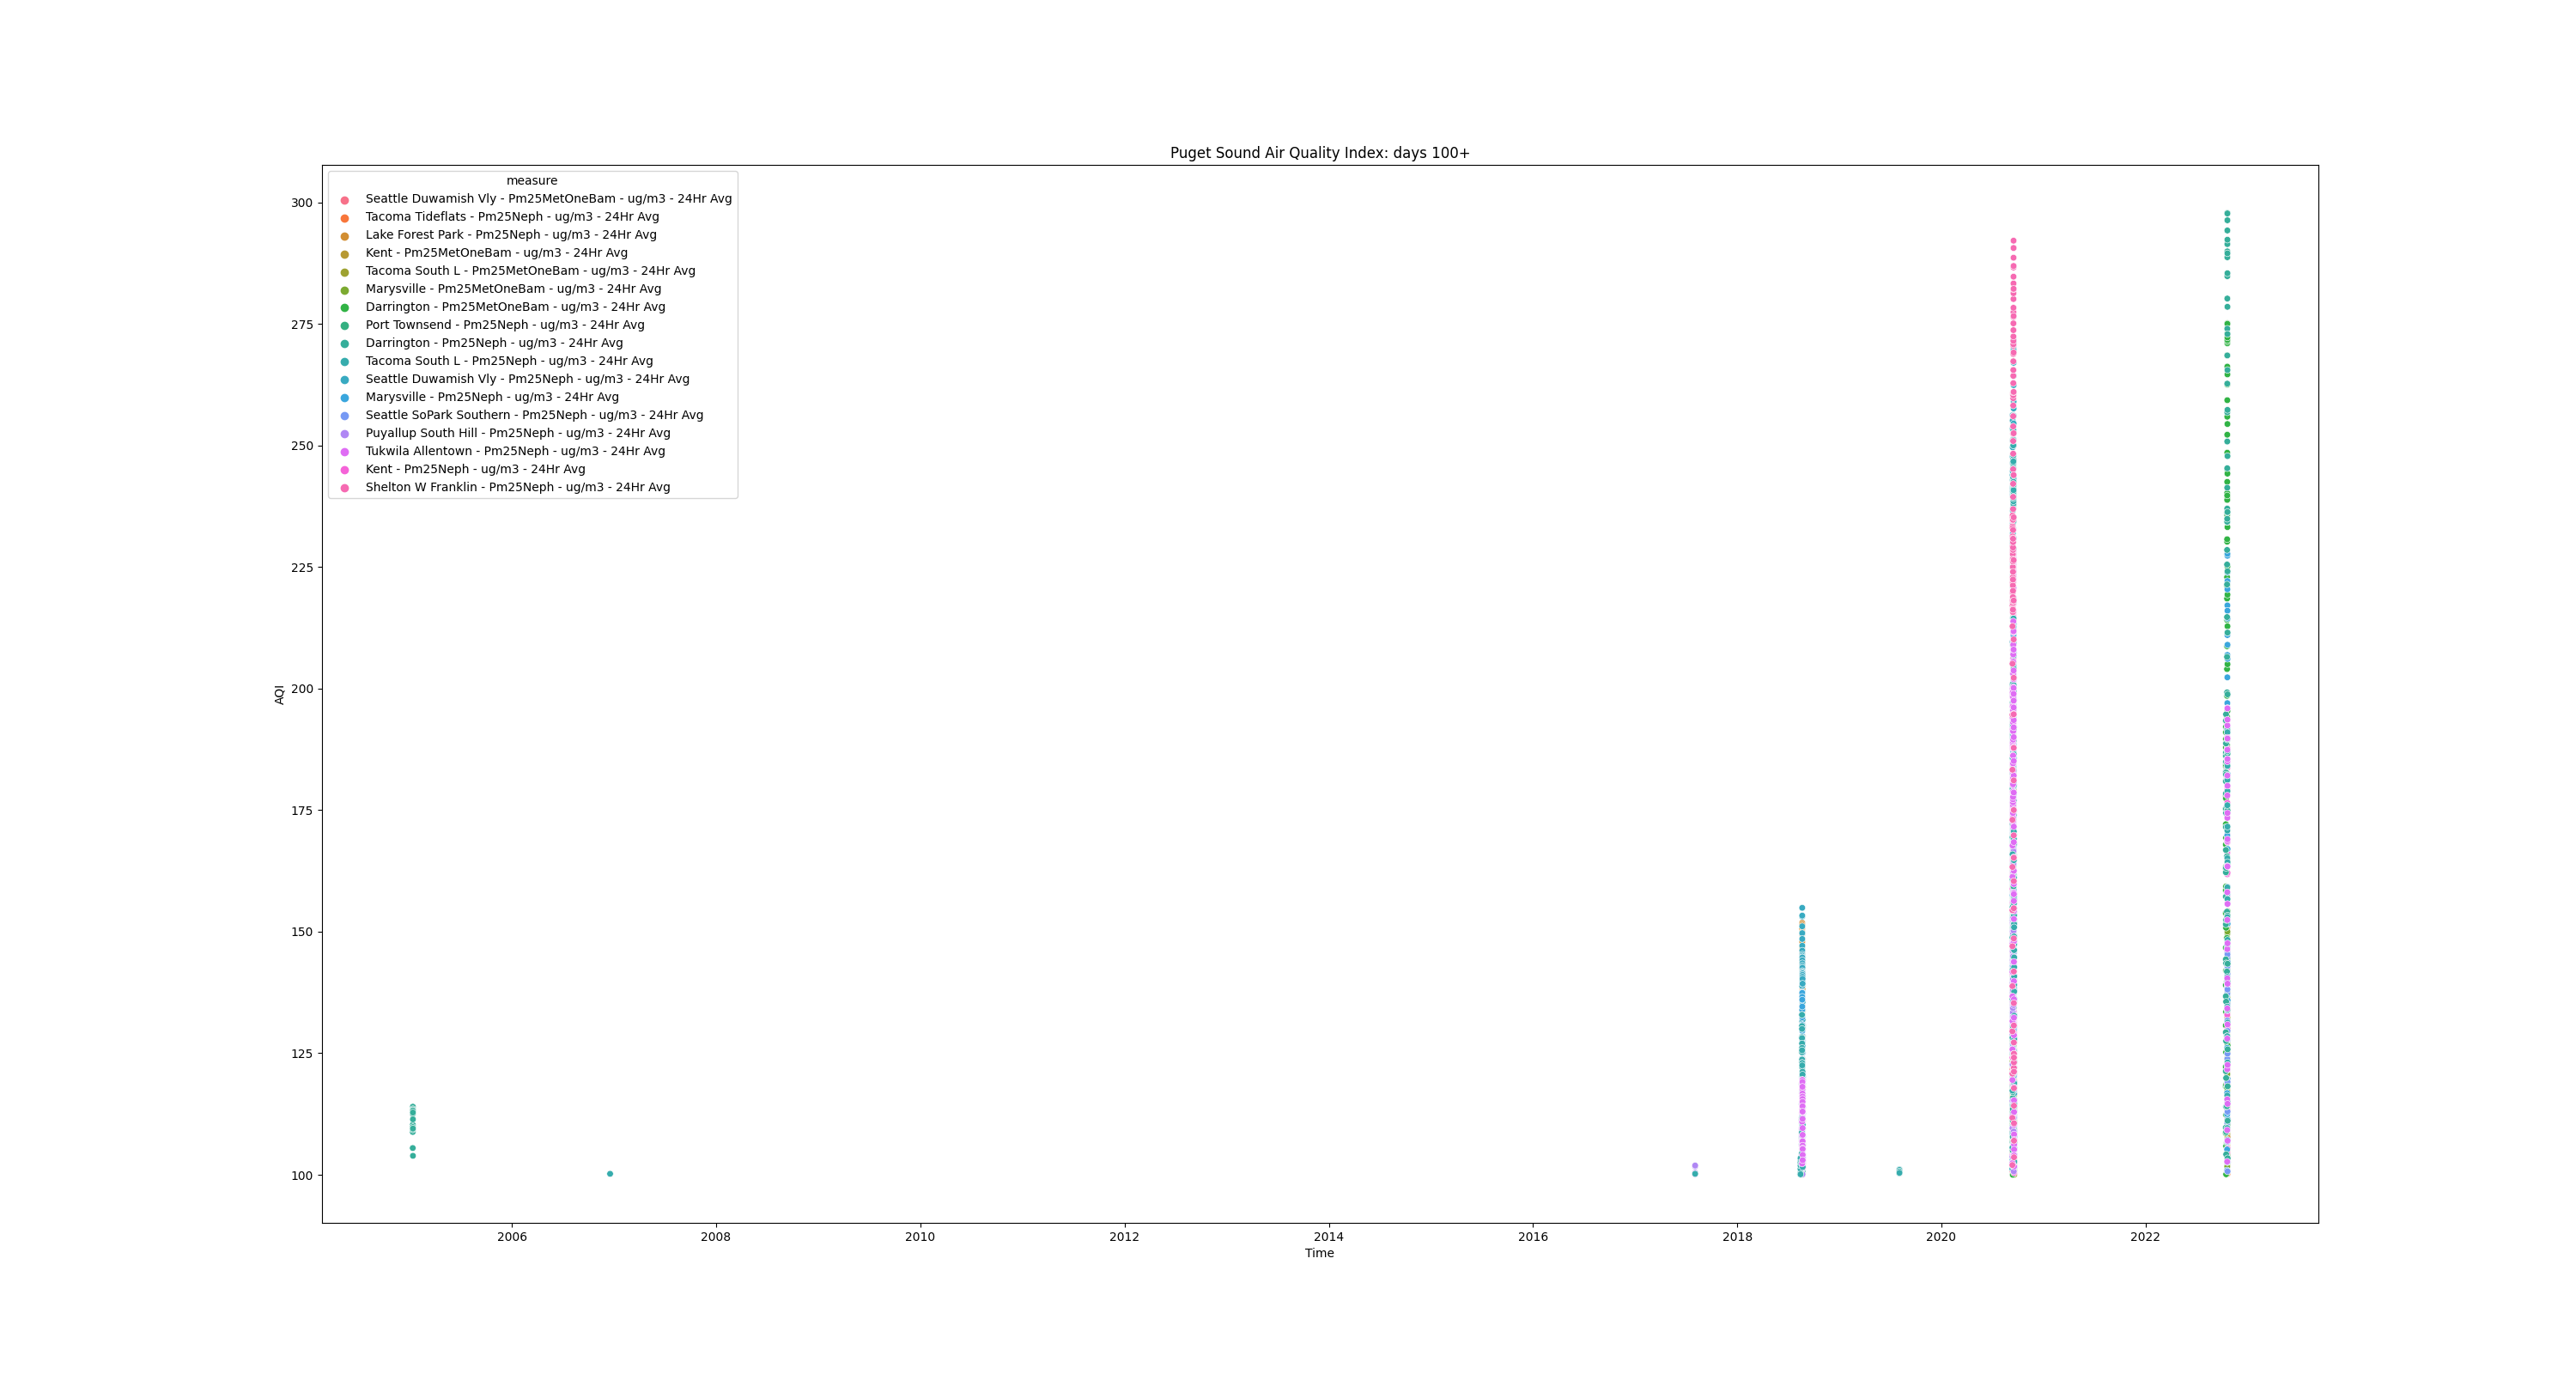 Puget Sound Air Quality Index: days 100+
measure
Seattle Duwamish Vly - Pm25MetOneBam - ug/m3 - 24Hr Avg
Tacoma Tideflats - Pm25Neph - ug/m3 - 24Hr Avg
Lake Forest Park - Pm25Neph - ug/m3 - 24Hr Avg
Kent - Pm25MetOneBam - ug/m3 - 24Hr Avg
Tacoma South L - Pm25MetOneBam - ug/m3 - 24Hr Avg
Marysville - Pm25MetOneBam - ug/m3 - 24Hr Avg
Darrington - Pm25MetOneBam - ug/m3 - 24Hr Avg
Port Townsend - Pm25Neph - ug/m3 - 24Hr Avg
Darrington - Pm25Neph - ug/m3 - 24Hr Avg
Tacoma South L - Pm25Neph - ug/m3 - 24Hr Avg
Seattle Duwamish Vly - Pm25Neph - ug/m3 - 24Hr Avg
Marysville - Pm25Neph - ug/m3 - 24Hr Avg
Seattle SoPark Southern - Pm25Neph - ug/m3 - 24Hr Avg
Puyallup South Hill - Pm25Neph - ug/m3 - 24Hr Avg
Tukwila Allentown - Pm25Neph - ug/m3 - 24Hr Avg
Kent - Pm25Neph - ug/m3 - 24Hr Avg
Shelton W Franklin - Pm25Neph - ug/m3 - 24Hr Avg
300
275
250
225
200
175
150
125
100
AQI
2006 2008 2010 2012 2014 2016 2018 2020 2022
Time